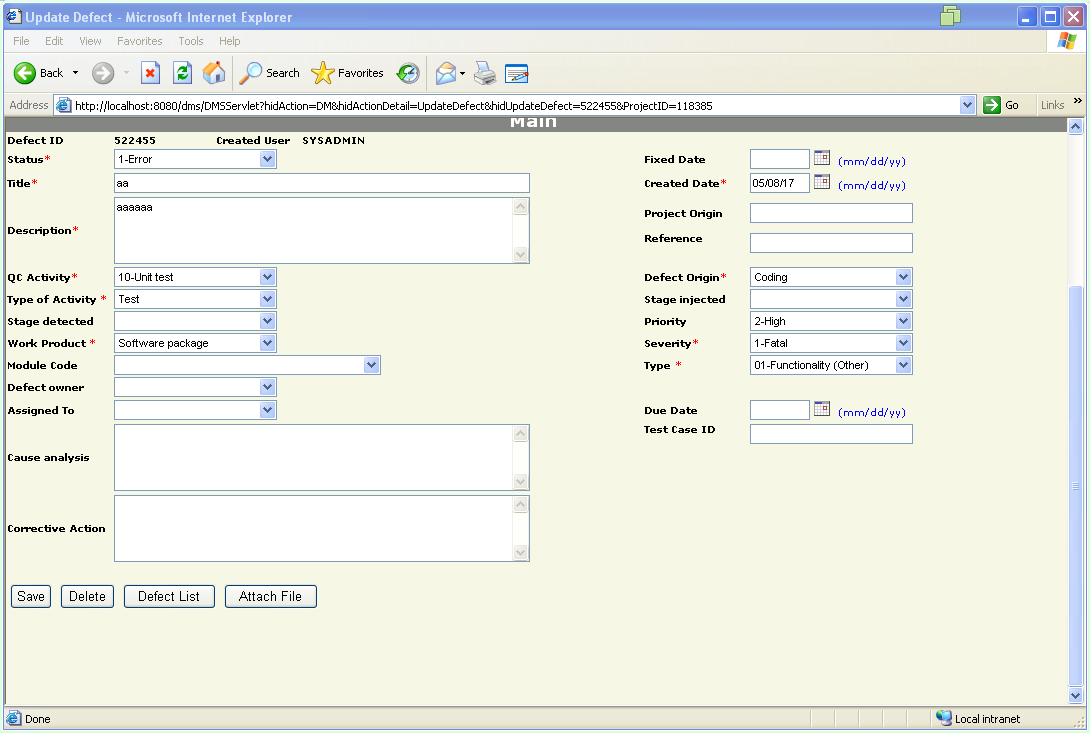 Update Defect - Microsoft Internet Explorer
File Edit View Favorites Tools Help
Back Search Favorites
Address http://localhost:8080/dms/DMSServlet?hidAction=DM&hidActionDetail=UpdateDefect&hidUpdateDefect=522455&ProjectID=118385 Go Links »
Main
Defect ID 522455 Created User SYSADMIN
Status* 1-Error Fixed Date (mm/dd/yy)
Title* aa Created Date* 05/08/17 (mm/dd/yy)
Description* aaaaaa Project Origin
Reference
QC Activity* 10-Unit test Defect Origin* Coding
Type of Activity * Test Stage injected
Stage detected Priority 2-High
Work Product * Software package Severity* 1-Fatal
Module Code Type * 01-Functionality (Other)
Defect owner
Assigned To Due Date (mm/dd/yy)
Test Case ID
Cause analysis
Corrective Action
Save Delete Defect List Attach File
Done Local intranet